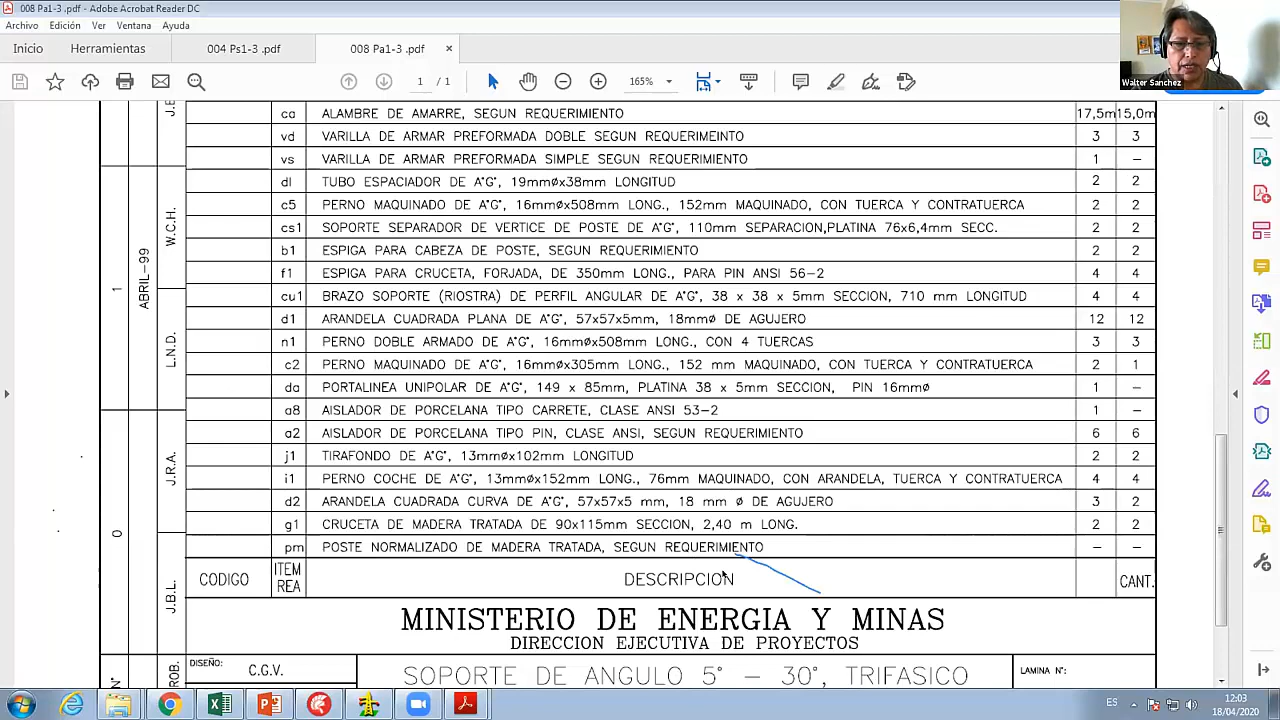 008 Pa1-3 .pdf - Adobe Acrobat Reader DC
Archivo Edición Ver Ventana Ayuda
Inicio Herramientas 004 Ps1-3 .pdf 008 Pa1-3 .pdf ×
1 / 1 165%
Walter Sanchez
ca ALAMBRE DE AMARRE, SEGUN REQUERIMIENTO 17,5m 15,0m
vd VARILLA DE ARMAR PREFORMADA DOBLE SEGUN REQUERIMEINTO 3 3
vs VARILLA DE ARMAR PREFORMADA SIMPLE SEGUN REQUERIMIENTO 1 -
dl TUBO ESPACIADOR DE A°G°, 19mmøx38mm LONGITUD 2 2
c5 PERNO MAQUINADO DE A°G°, 16mmøx508mm LONG., 152mm MAQUINADO, CON TUERCA Y CONTRATUERCA 2 2
cs1 SOPORTE SEPARADOR DE VERTICE DE POSTE DE A°G°, 110mm SEPARACION,PLATINA 76x6,4mm SECC. 2 2
b1 ESPIGA PARA CABEZA DE POSTE, SEGUN REQUERIMIENTO 2 2
f1 ESPIGA PARA CRUCETA, FORJADA, DE 350mm LONG., PARA PIN ANSI 56-2 4 4
cu1 BRAZO SOPORTE (RIOSTRA) DE PERFIL ANGULAR DE A°G°, 38 x 38 x 5mm SECCION, 710 mm LONGITUD 4 4
d1 ARANDELA CUADRADA PLANA DE A°G°, 57x57x5mm, 18mmø DE AGUJERO 12 12
n1 PERNO DOBLE ARMADO DE A°G°, 16mmøx508mm LONG., CON 4 TUERCAS 3 3
c2 PERNO MAQUINADO DE A°G°, 16mmøx305mm LONG., 152 mm MAQUINADO, CON TUERCA Y CONTRATUERCA 2 1
da PORTALINEA UNIPOLAR DE A°G°, 149 x 85mm, PLATINA 38 x 5mm SECCION, PIN 16mmø 1 -
a8 AISLADOR DE PORCELANA TIPO CARRETE, CLASE ANSI 53-2 1 -
a2 AISLADOR DE PORCELANA TIPO PIN, CLASE ANSI, SEGUN REQUERIMIENTO 6 6
j1 TIRAFONDO DE A°G°, 13mmøx102mm LONGITUD 2 2
i1 PERNO COCHE DE A°G°, 13mmøx152mm LONG., 76mm MAQUINADO, CON ARANDELA, TUERCA Y CONTRATUERCA 4 4
d2 ARANDELA CUADRADA CURVA DE A°G°, 57x57x5 mm, 18 mm ø DE AGUJERO 3 2
g1 CRUCETA DE MADERA TRATADA DE 90x115mm SECCION, 2,40 m LONG. 2 2
pm POSTE NORMALIZADO DE MADERA TRATADA, SEGUN REQUERIMIENTO - -
CODIGO ITEM REA DESCRIPCION CANT.
MINISTERIO DE ENERGIA Y MINAS
DIRECCION EJECUTIVA DE PROYECTOS
DISEÑO: C.G.V. SOPORTE DE ANGULO 5° - 30°, TRIFASICO LAMINA N°:
1 ABRIL-99 W.C.H.
L.N.D.
0 J.R.A.
J.B.L.
N° ROB.
ES 12:03
18/04/2020